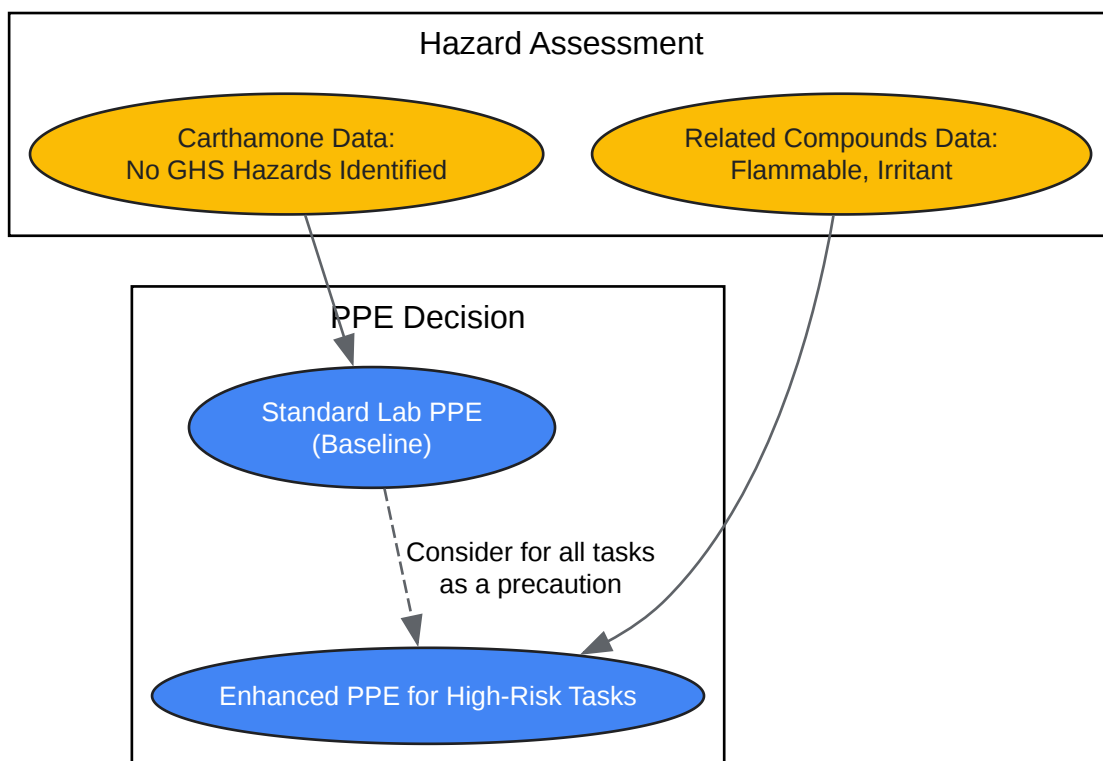 Hazard Assessment
Carthamone Data:
No GHS Hazards Identified
Related Compounds Data:
Flammable, Irritant
PPE Decision
Standard Lab PPE
(Baseline)
Consider for all tasks
as a precaution
Enhanced PPE for High-Risk Tasks